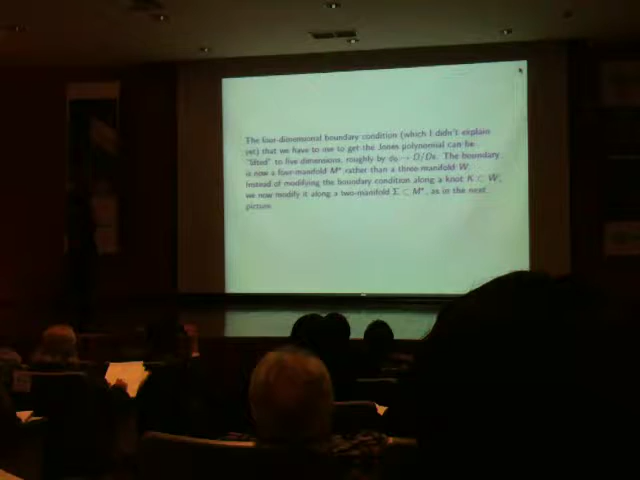 The four-dimensional boundary condition (which I didn't explain
yet) that we have to use to get the Jones polynomial can be
"lifted" to five dimensions, roughly by → D/Ds. The boundary
is now a four-manifold M* rather than a three-manifold W.
Instead of modifying the boundary condition along a knot K ⊂ W,
we now modify it along a two-manifold Σ ⊂ M*, as in the next
picture.